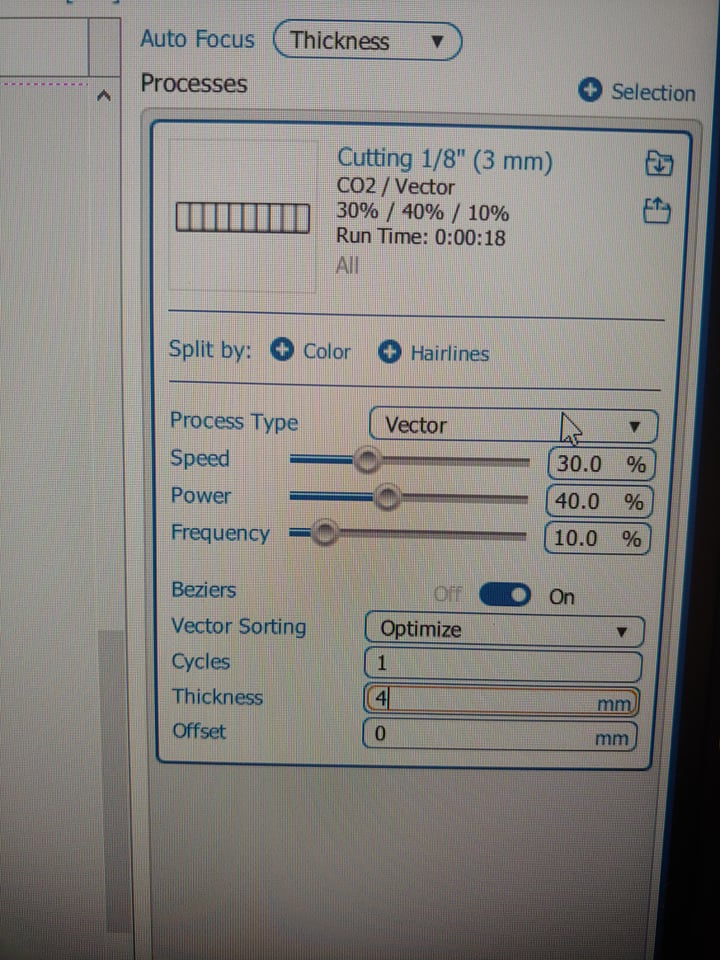 Auto Focus Thickness
Processes
Selection
Cutting 1/8" (3 mm)
CO2 / Vector
30% / 40% / 10%
Run Time: 0:00:18
All
Split by: Color Hairlines
Process Type Vector
Speed 30.0 %
Power 40.0 %
Frequency 10.0 %
Beziers Off On
Vector Sorting Optimize
Cycles 1
Thickness 4 mm
Offset 0 mm